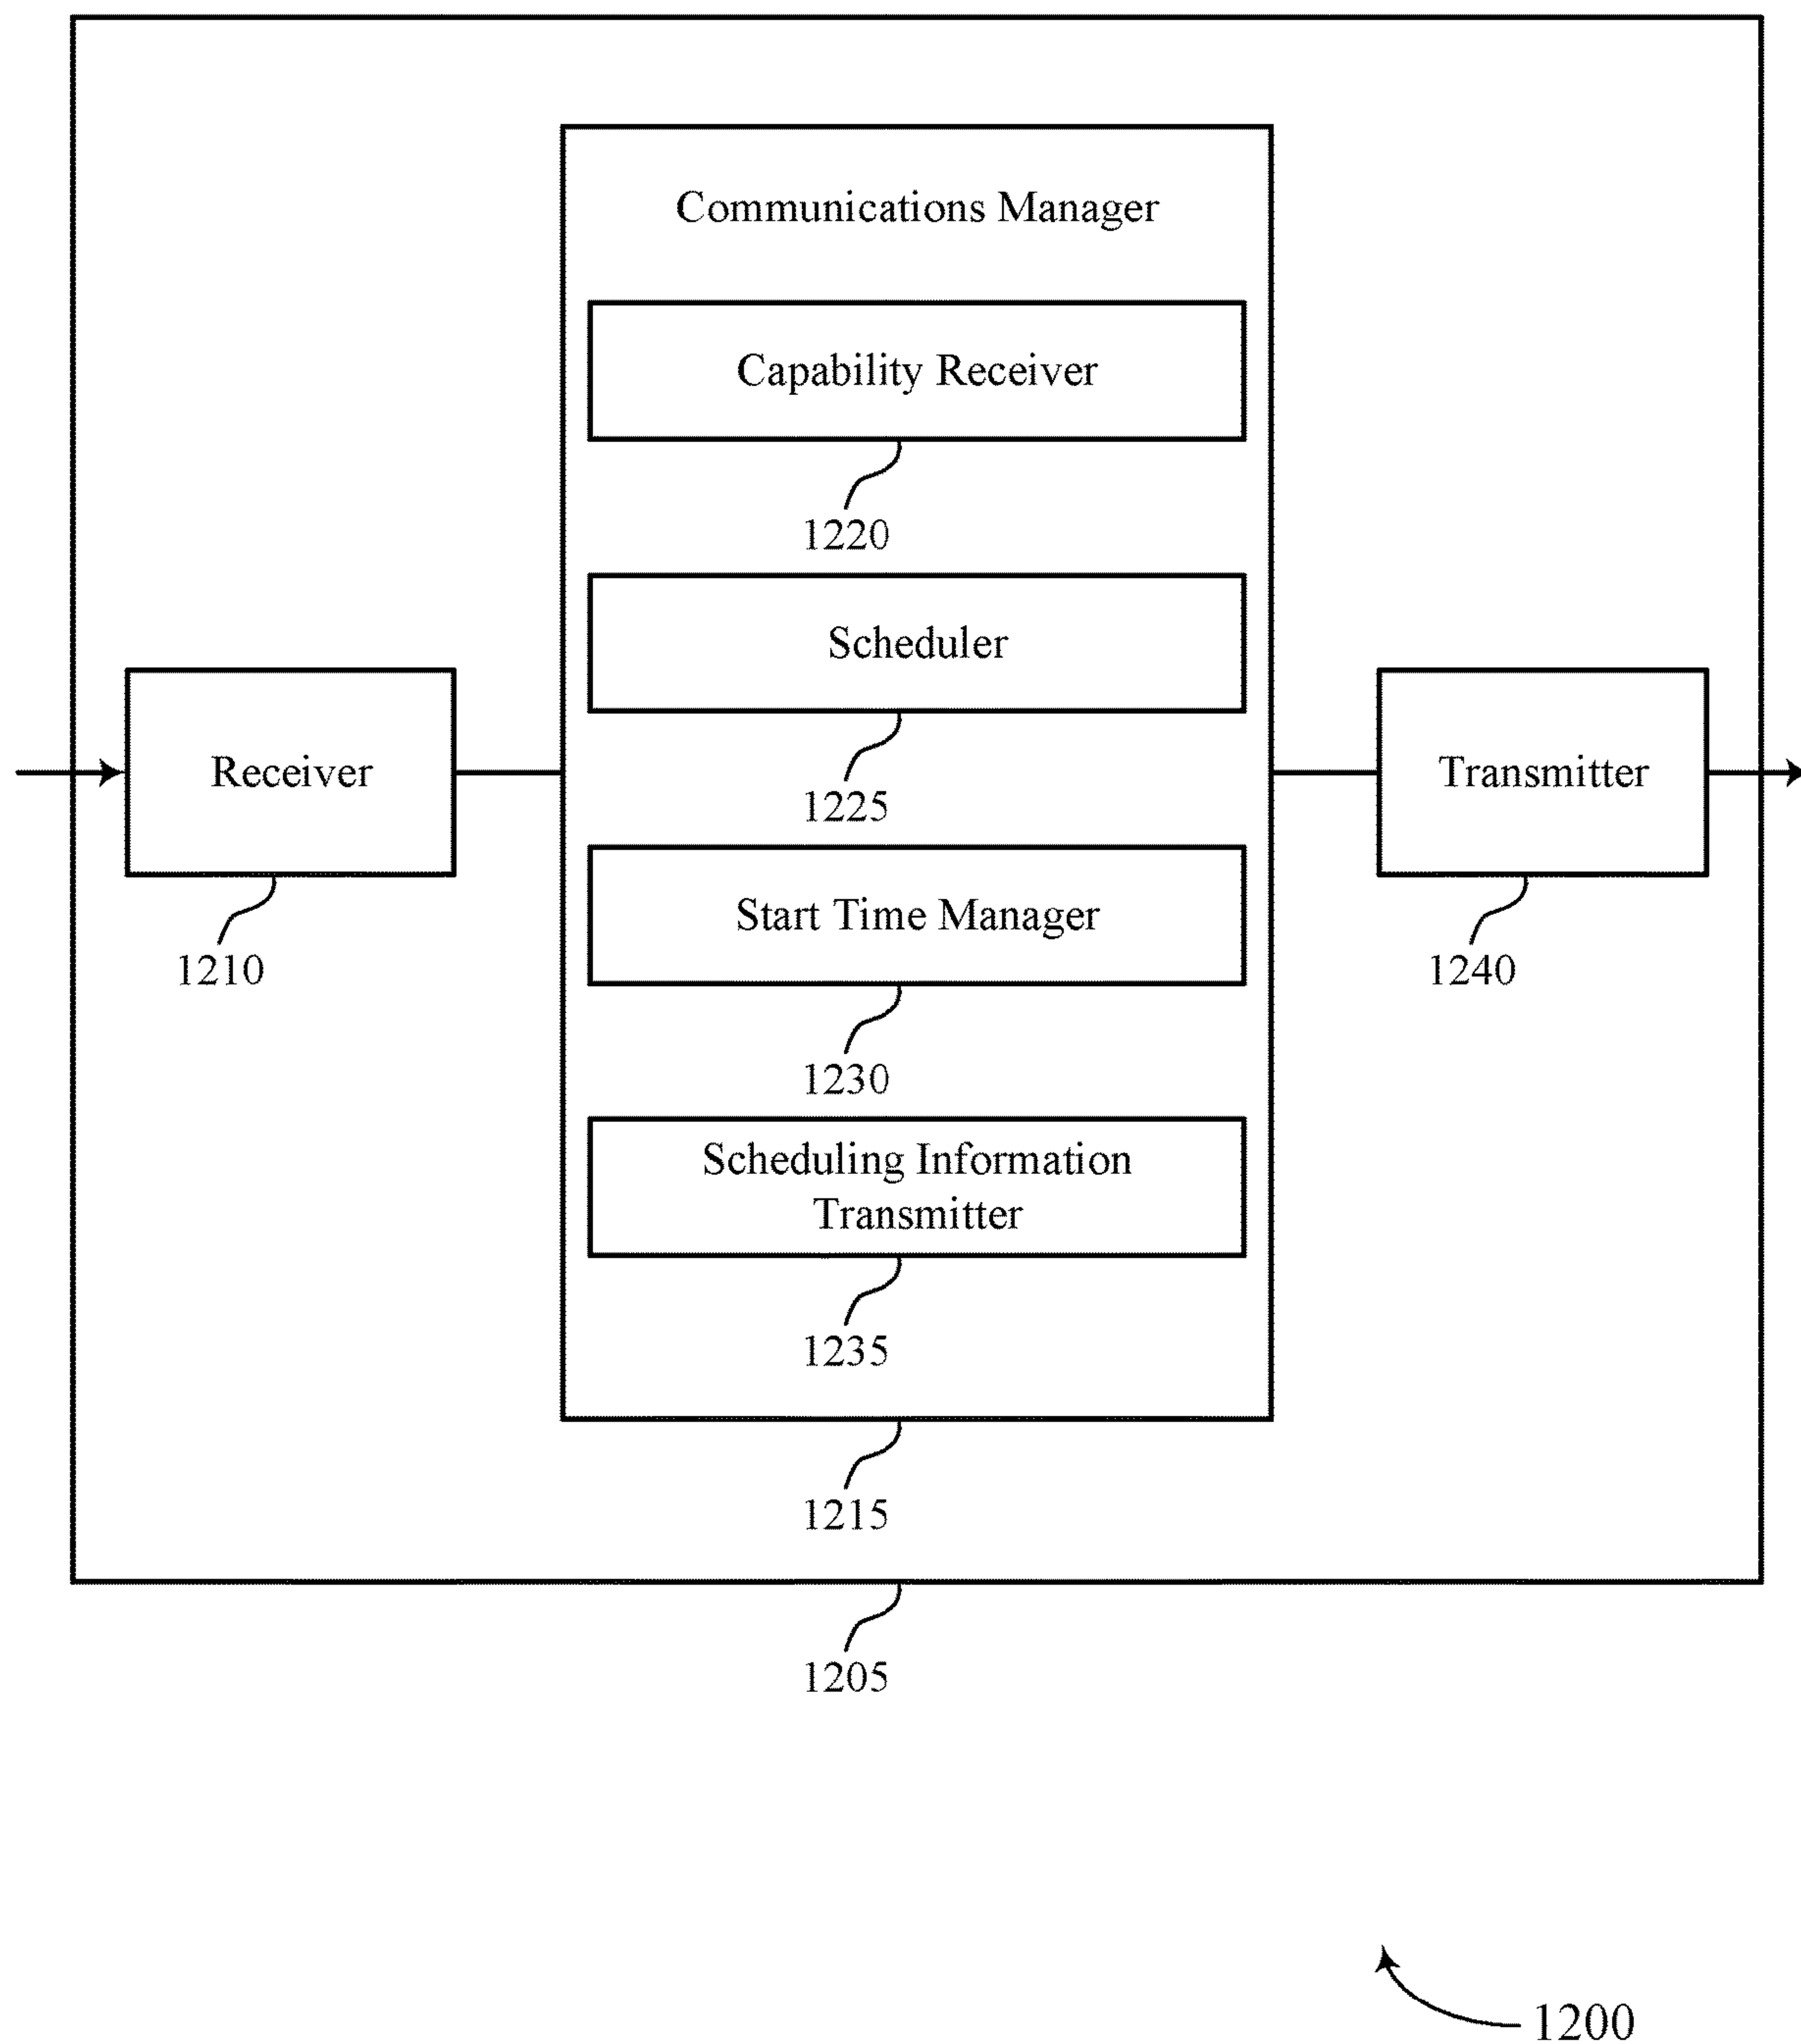 Communications Manager
Capability Receiver
1220
Scheduler
1225
Receiver
1210
Transmitter
1240
Start Time Manager
1230
Scheduling Information
Transmitter
1235
1215
1205
1200